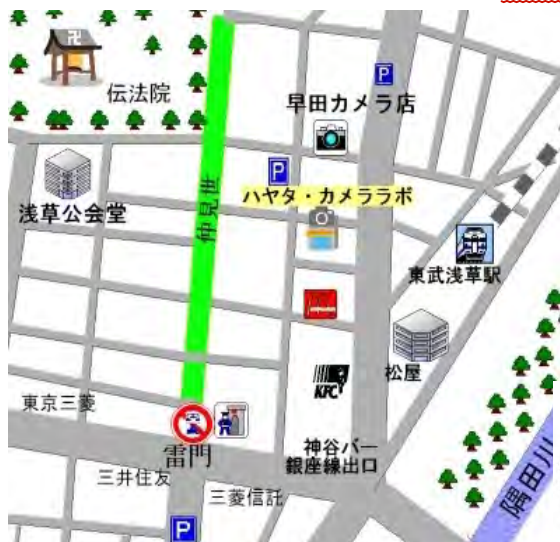 卍
伝法院
P
早田カメラ店
P
ハヤタ・カメララボ
浅草公会堂
仲見世
東武浅草駅
松屋
KFC
東京三菱
雷門
神谷バー
銀座線出口
三井住友
三菱信託
P
隅田川